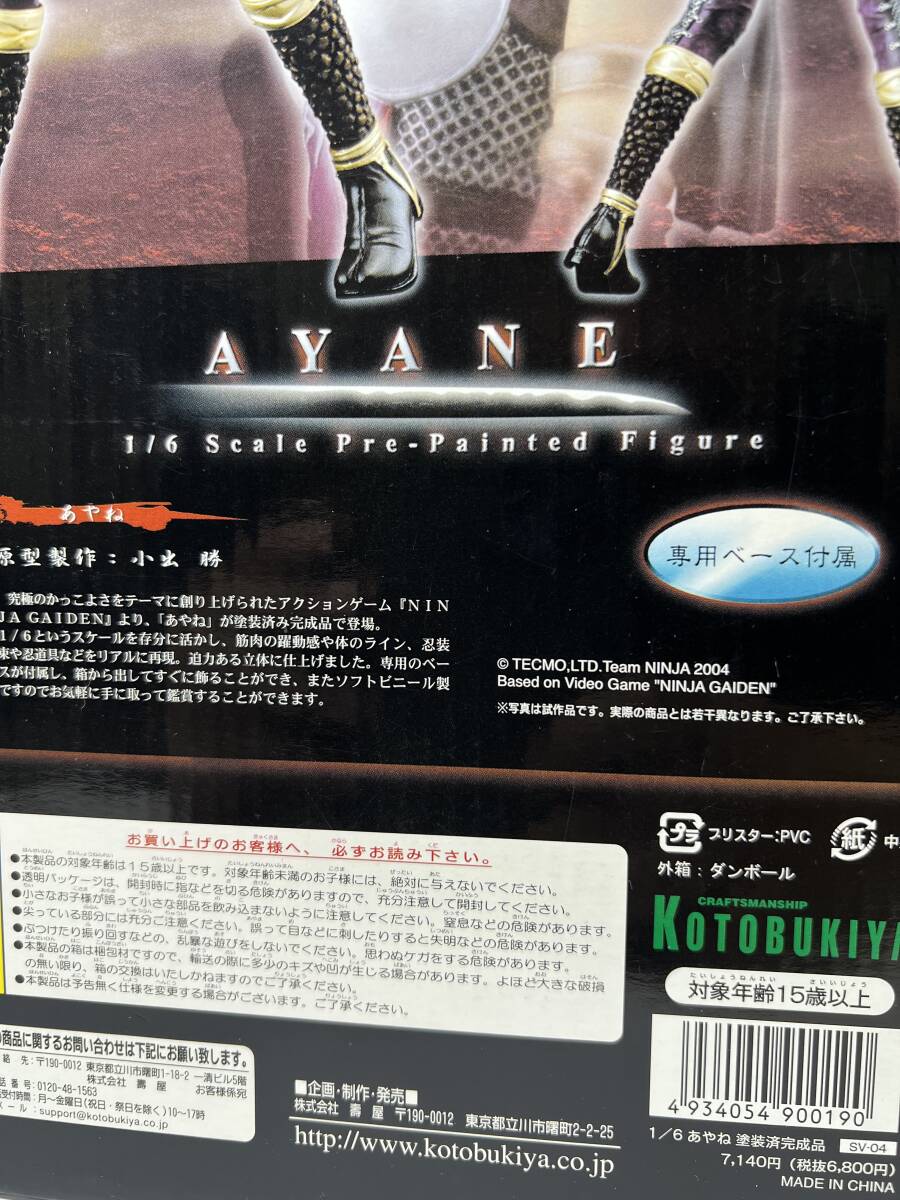 AYANE
1/6 Scale Pre-Painted Figure
あやね
原型製作：小出 勝
専用ベース付属
究極のかっこよさをテーマに創り上げられたアクションゲーム『NIN
JA GAIDEN』より、「あやね」が塗装済み完成品で登場。
1/6というスケールを存分に活かし、筋肉の躍動感や体のライン、忍装
束や忍道具などをリアルに再現。迫力ある立体に仕上げました。専用のベー
スが付属し、箱から出してすぐに飾ることができ、またソフトビニール製
ですのでお気軽に手に取って鑑賞することができます。
© TECMO,LTD.Team NINJA 2004
Based on Video Game "NINJA GAIDEN"
※写真は試作品です。実際の商品とは若干異なります。ご了承下さい。
お買い上げのお客様へ、必ずお読み下さい。
●本製品の対象年齢は15歳以上です。対象年齢未満のお子様には、絶対に与えないでください。
●透明パッケージは、開封時に指などを切る危険がありますので、充分注意して開封してください。
●小さなお子様が誤って小さな部品を飲み込まないように注意してください。窒息などの危険があります。
●尖っている部分には充分ご注意ください。誤って目などに刺したりすると失明などの危険があります。
●ぶつけたり振り回すなどの、乱暴な遊びをしないでください。思わぬケガをする危険があります。
●本製品の箱は梱包材ですので、輸送の際に多少のキズや凹が生じる場合があります。よほど大きな破損
の無い限り、箱の交換はいたしかねますのでご了承ください。
●本製品は予告無く仕様を変更する場合がございます。ご了承ください。
プラ
ブリスター:PVC
紙
外箱：ダンボール
CRAFTSMANSHIP
KOTOBUKIYA
たいしょうねんれい さいいじょう
対象年齢15歳以上
の商品に関するお問い合わせは下記にお願い致します。
絡 先：〒190-0012 東京都立川市曙町1-18-2 一清ビル5階
株式会社 壽 屋 お客様係宛
話番号：0120-48-1563
受付時間：月〜金曜日(祝・祭日を除く)10〜17時
メール：support@kotobukiya.co.jp
■企画・制作・発売■
株式会社 壽 屋 〒190-0012 東京都立川市曙町2-2-25
http://www.kotobukiya.co.jp
4 934054 900190
1/6 あやね 塗装済完成品 SV-04
7,140円（税抜6,800円）
MADE IN CHINA